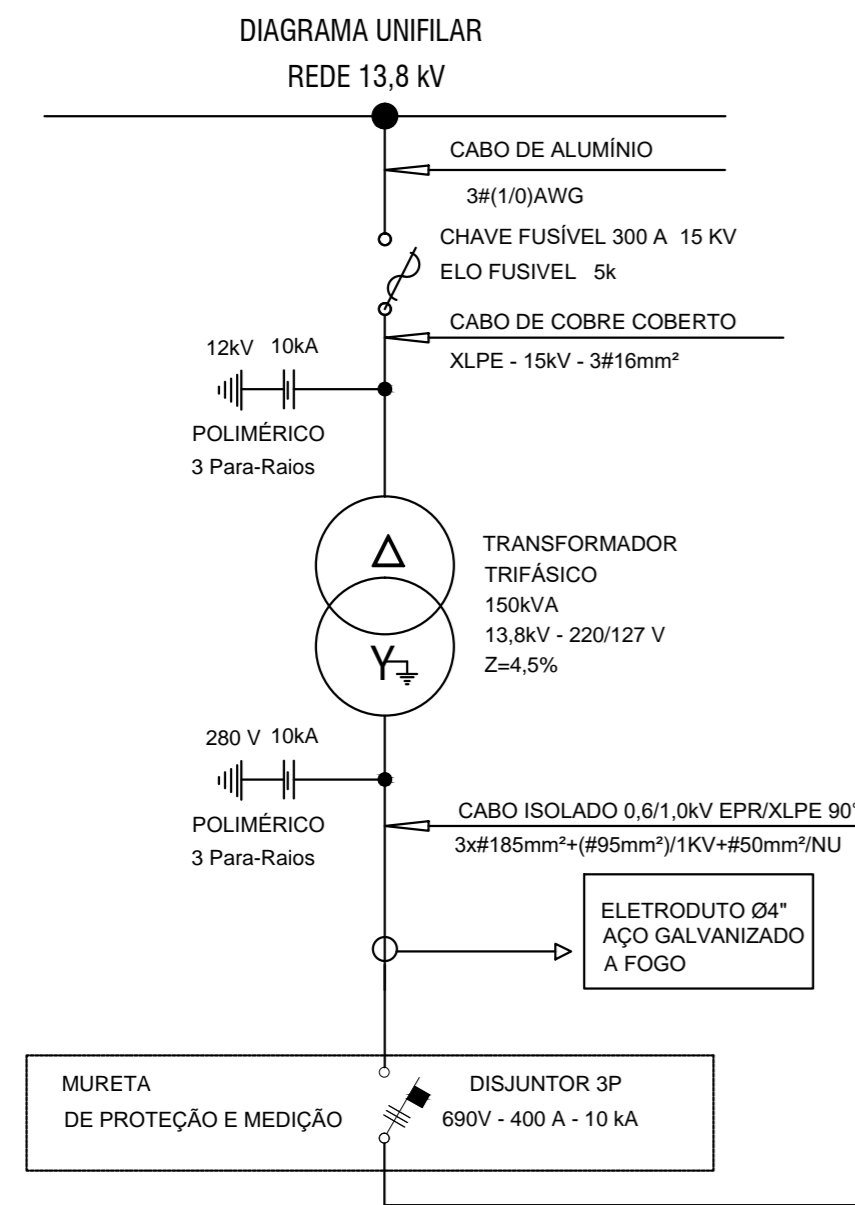 DIAGRAMA UNIFILAR
REDE 13,8 kV
CABO DE ALUMÍNIO
3#(1/0)AWG
CHAVE FUSÍVEL 300 A 15 KV
ELO FUSIVEL 5k
CABO DE COBRE COBERTO
XLPE - 15kV - 3#16mm²
12kV 10kA
POLIMÉRICO
3 Para-Raios
Δ
TRANSFORMADOR
TRIFÁSICO
150kVA
13,8kV - 220/127 V
Z=4,5%
Y
280 V 10kA
POLIMÉRICO
3 Para-Raios
CABO ISOLADO 0,6/1,0kV EPR/XLPE 90°
3x#185mm²+(#95mm²)/1KV+#50mm²/NU
ELETRODUTO Ø4"
AÇO GALVANIZADO
A FOGO
MURETA
DE PROTEÇÃO E MEDIÇÃO
DISJUNTOR 3P
690V - 400 A - 10 kA